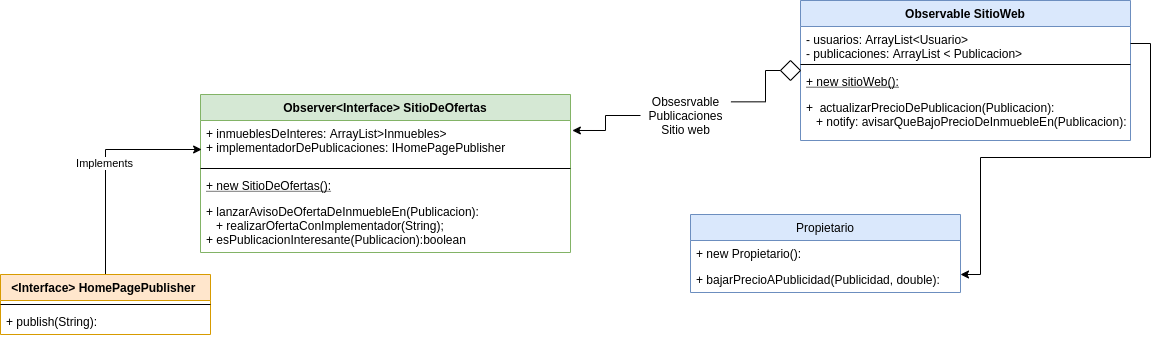 Observable SitioWeb
- usuarios: ArrayList<Usuario>
- publicaciones: ArrayList < Publicacion>
+ new sitioWeb():
+  actualizarPrecioDePublicacion(Publicacion):
+ notify: avisarQueBajoPrecioDeInmuebleEn(Publicacion):
Obsesrvable
Publicaciones
Sitio web
Observer<Interface> SitioDeOfertas
+ inmueblesDeInteres: ArrayList>Inmuebles>
+ implementadorDePublicaciones: IHomePagePublisher
+ new SitioDeOfertas():
+ lanzarAvisoDeOfertaDeInmuebleEn(Publicacion):
+ realizarOfertaConImplementador(String);
+ esPublicacionInteresante(Publicacion):boolean
Implements
Propietario
+ new Propietario():
+ bajarPrecioAPublicidad(Publicidad, double):
<Interface> HomePagePublisher
+ publish(String):